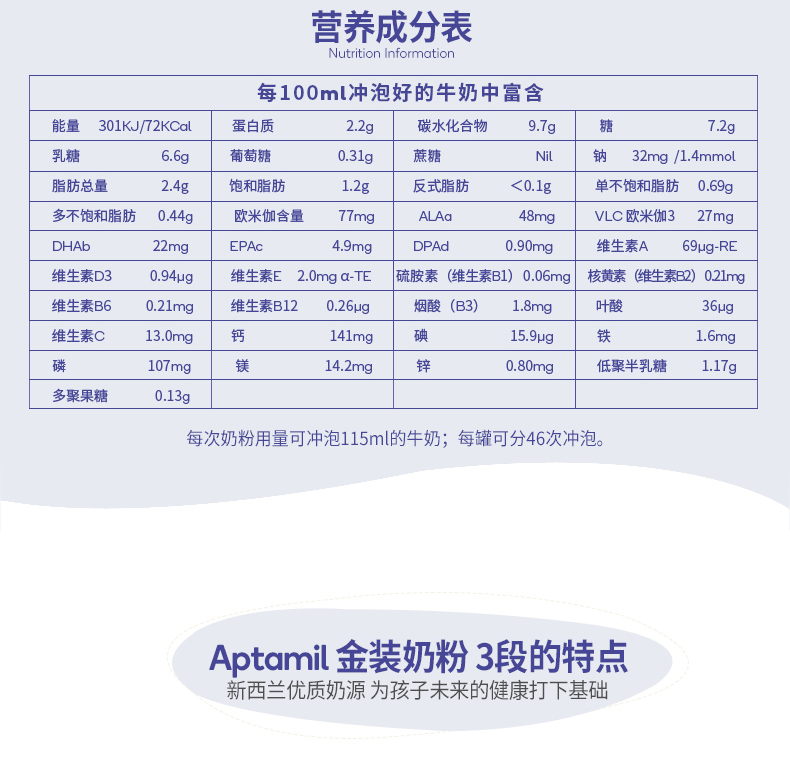 营养成分表
Nutrition Information
每100ml冲泡好的牛奶中富含
能量 301KJ/72KCal 蛋白质 2.2g 碳水化合物 9.7g 糖 7.2g
乳糖 6.6g 葡萄糖 0.31g 蔗糖 Nil 钠 32mg /1.4mmol
脂肪总量 2.4g 饱和脂肪 1.2g 反式脂肪 <0.1g 单不饱和脂肪 0.69g
多不饱和脂肪 0.44g 欧米伽含量 77mg ALAa 48mg VLC 欧米伽3 27mg
DHAb 22mg EPAc 4.9mg DPAd 0.90mg 维生素A 69μg-RE
维生素D3 0.94μg 维生素E 2.0mg α-TE 硫胺素（维生素B1） 0.06mg 核黄素（维生素B2） 0.21mg
维生素B6 0.21mg 维生素B12 0.26μg 烟酸（B3） 1.8mg 叶酸 36μg
维生素C 13.0mg 钙 141mg 碘 15.9μg 铁 1.6mg
磷 107mg 镁 14.2mg 锌 0.80mg 低聚半乳糖 1.17g
多聚果糖 0.13g
每次奶粉用量可冲泡115ml的牛奶；每罐可分46次冲泡。
Aptamil 金装奶粉 3段的特点
新西兰优质奶源 为孩子未来的健康打下基础